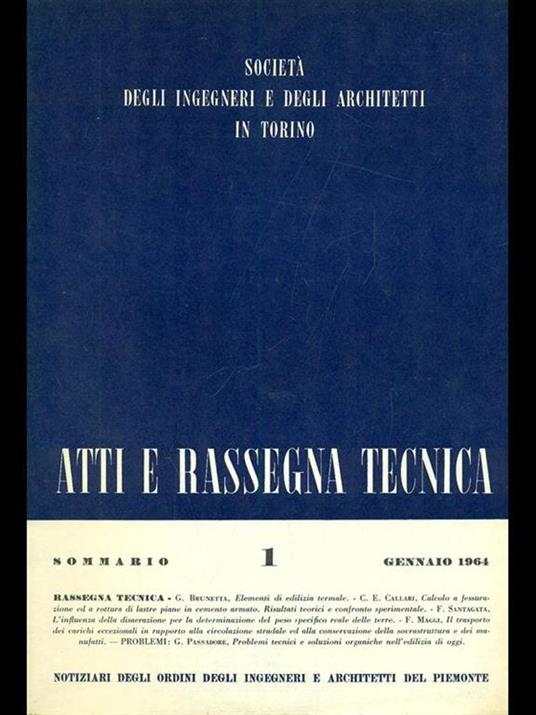 SOCIETÀ
DEGLI INGEGNERI E DEGLI ARCHITETTI
IN TORINO
ATTI E RASSEGNA TECNICA
SOMMARIO 1 GENNAIO 1964
RASSEGNA TECNICA - G. BRUNETTA, Elementi di edilizia termale. - C. E. CALLARI, Calcolo a fessura-
zione ed a rottura di lastre piane in cemento armato. Risultati teorici e confronto sperimentale. - F. SANTAGATA,
L'influenza della disaerazione per la determinazione del peso specifico reale delle terre. - F. MAGGI, Il trasporto
dei carichi eccezionali in rapporto alla circolazione stradale ed alla conservazione della sovrastruttura e dei ma-
nufatti. — PROBLEMI: G. PASSADORE, Problemi tecnici e soluzioni organiche nell'edilizia di oggi.
NOTIZIARI DEGLI ORDINI DEGLI INGEGNERI E ARCHITETTI DEL PIEMONTE